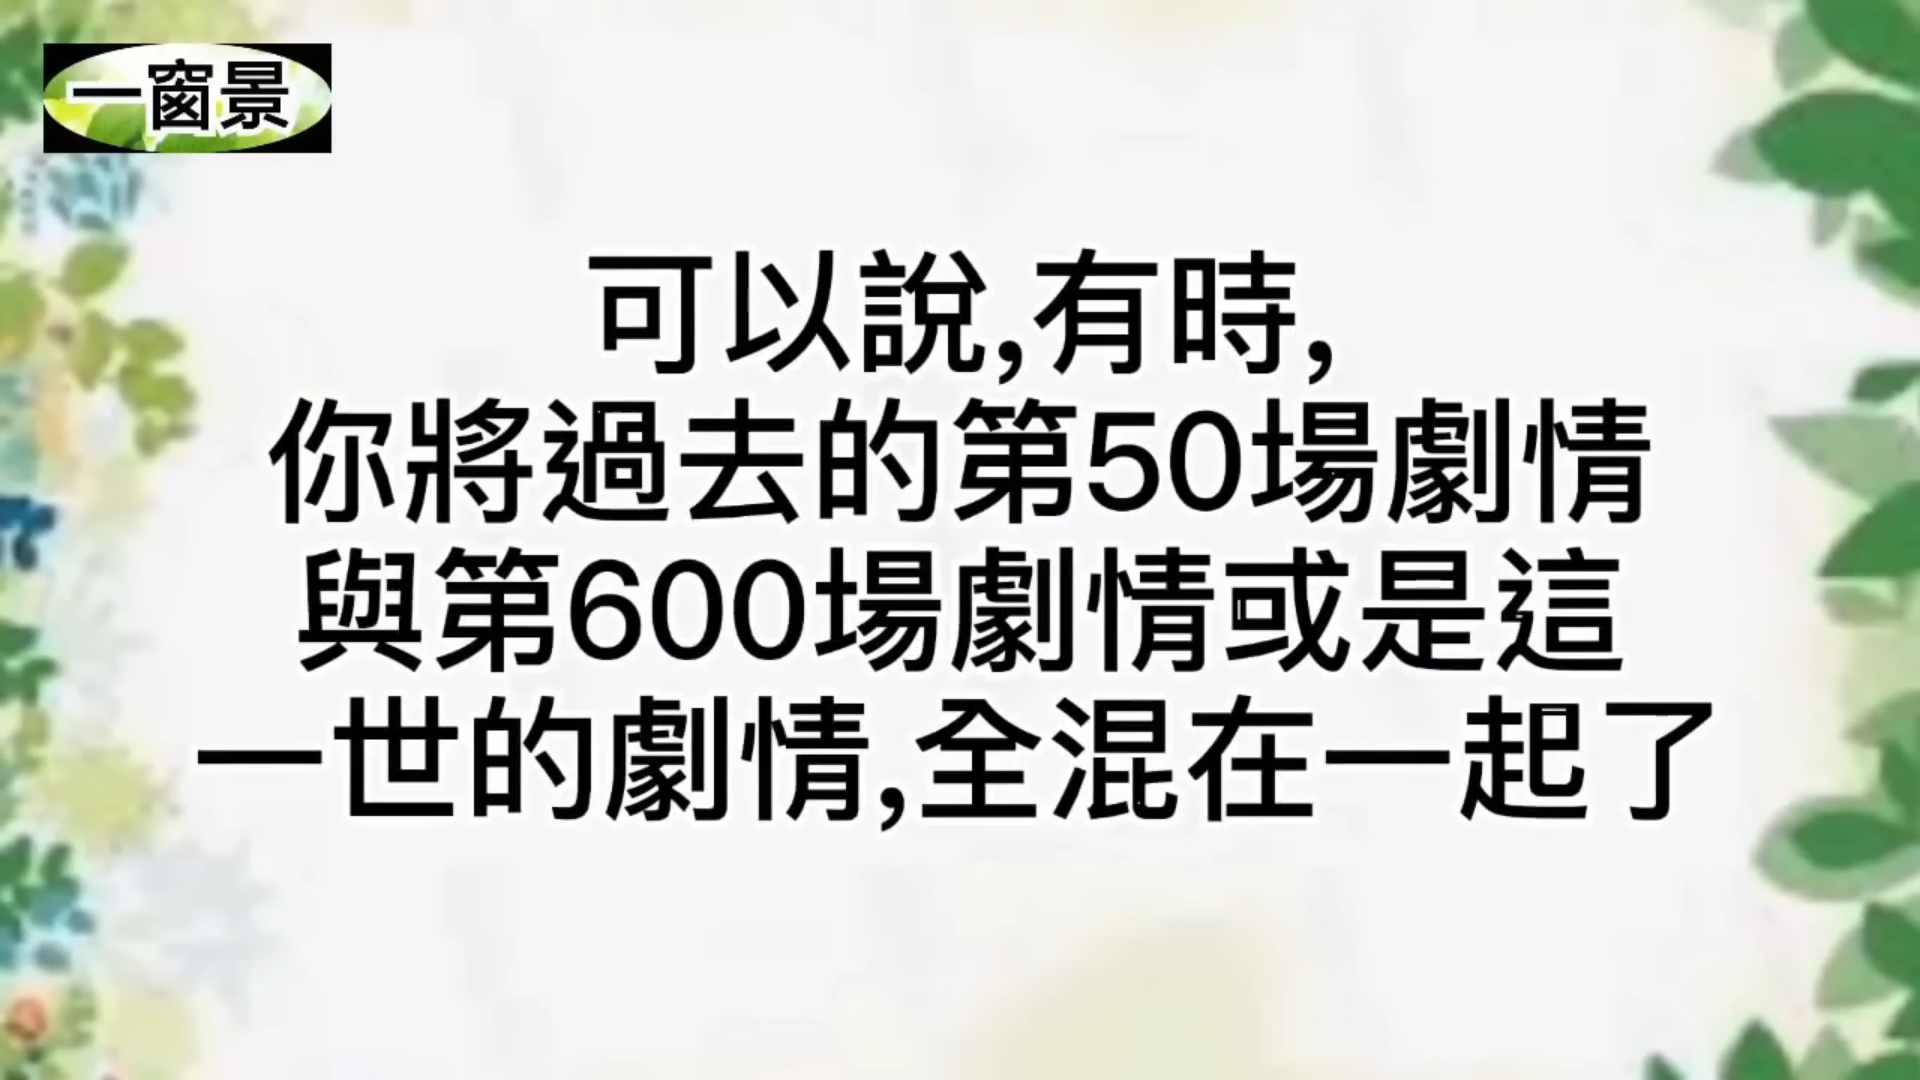 一窗景
可以說,有時,
你將過去的第50場劇情
與第600場劇情或是這
一世的劇情,全混在一起了